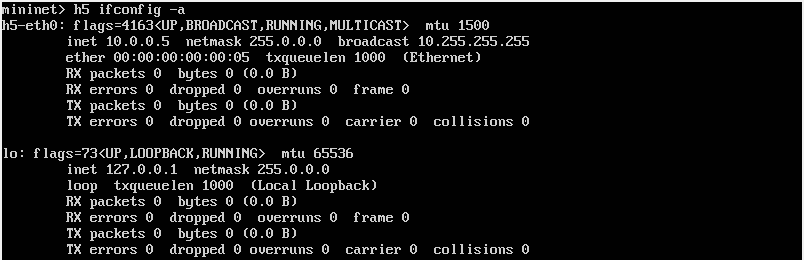 mininet> h5 ifconfig -a
h5-eth0: flags=4163<UP,BROADCAST,RUNNING,MULTICAST>  mtu 1500
        inet 10.0.0.5  netmask 255.0.0.0  broadcast 10.255.255.255
        ether 00:00:00:00:00:05  txqueuelen 1000  (Ethernet)
        RX packets 0  bytes 0 (0.0 B)
        RX errors 0  dropped 0  overruns 0  frame 0
        TX packets 0  bytes 0 (0.0 B)
        TX errors 0  dropped 0 overruns 0  carrier 0  collisions 0

lo: flags=73<UP,LOOPBACK,RUNNING>  mtu 65536
        inet 127.0.0.1  netmask 255.0.0.0
        loop  txqueuelen 1000  (Local Loopback)
        RX packets 0  bytes 0 (0.0 B)
        RX errors 0  dropped 0  overruns 0  frame 0
        TX packets 0  bytes 0 (0.0 B)
        TX errors 0  dropped 0 overruns 0  carrier 0  collisions 0